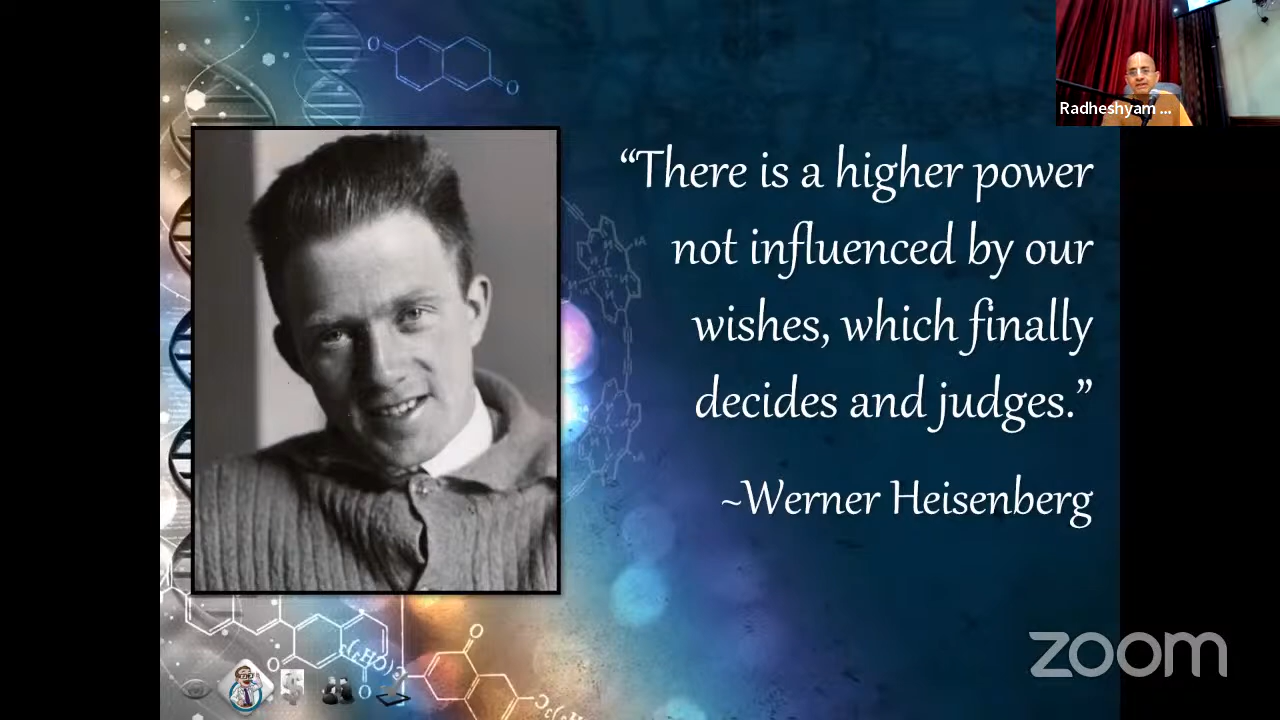 Radheshyam ...
“There is a higher power
not influenced by our
wishes, which finally
decides and judges.”
~Werner Heisenberg
zoom
O
O
O
O
O